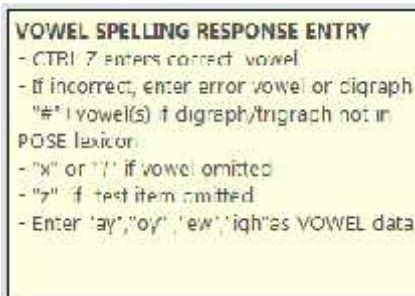 VOWEL SPELLING RESPONSE ENTRY
- CTRL Z enters correct vowel
- If incorrect, enter error vowel or digraph
"#"+vowel(s) if digraph/trigraph not in
POSE lexicon
- "x" or "/" if vowel omitted
- "z" if test item omitted
- Enter "ay","oy","ew","igh"as VOWEL data